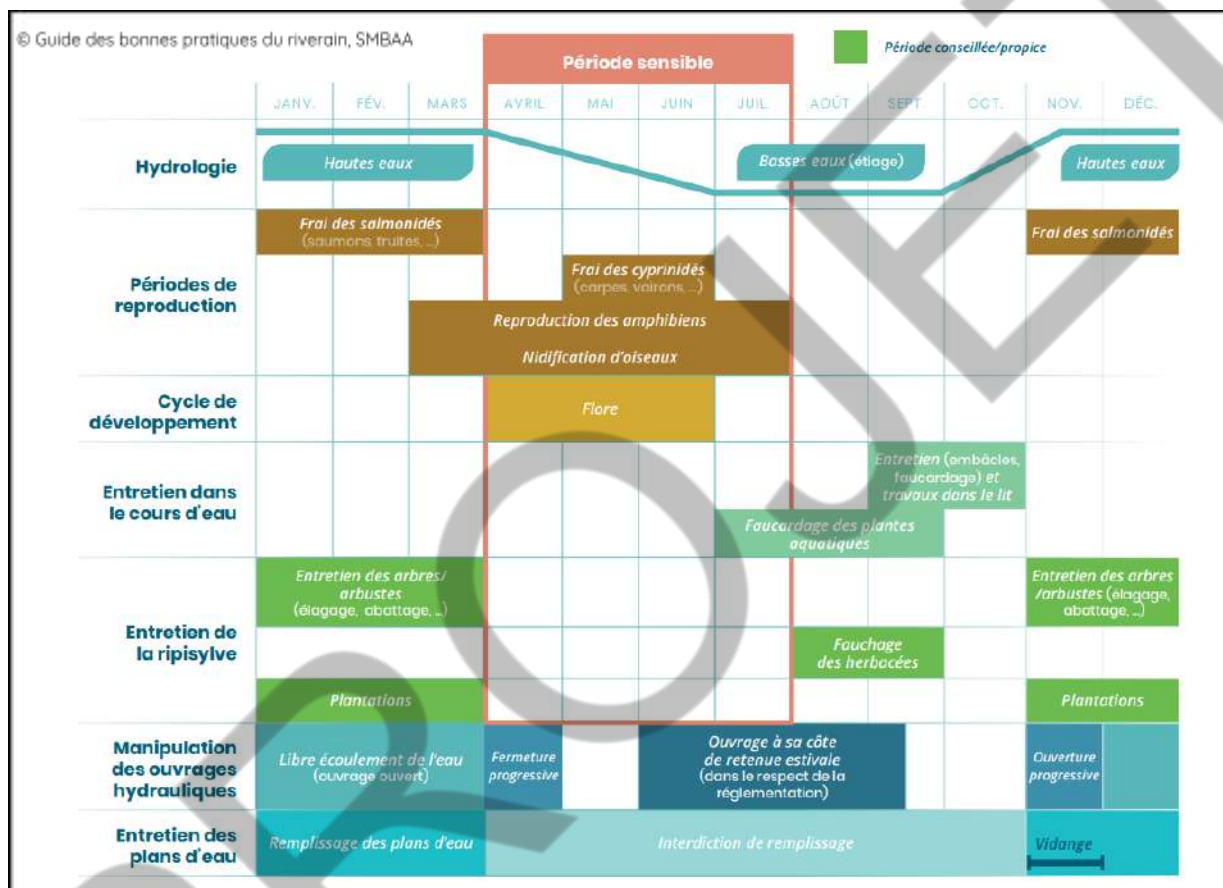 © Guide des bonnes pratiques du riverain, SMBAA
Période sensible
Période conseillée/propice
JANV. FÉV. MARS AVRIL MAI JUIN JUIL. AOÛT SEPT. OCT. NOV. DÉC.
Hydrologie
Hautes eaux
Basses eaux (étiage)
Hautes eaux
Périodes de
reproduction
Frai des salmonidés
(saumons, truites, ...)
Frai des salmonidés
Frai des cyprinidés
(carpes, vairons, ...)
Reproduction des amphibiens
Nidification d'oiseaux
Cycle de
développement
Flore
Entretien dans
le cours d'eau
Entretien (embâcles,
faucardage) et
travaux dans le lit
Faucardage des plantes
aquatiques
Entretien de
la ripisylve
Entretien des arbres/
arbustes
(élagage, abattage, ...)
Entretien des arbres
/arbustes (élagage,
abattage, ...)
Fauchage
des herbacées
Plantations
Plantations
Manipulation
des ouvrages
hydrauliques
Libre écoulement de l'eau
(ouvrage ouvert)
Fermeture
progressive
Ouvrage à sa côte
de retenue estivale
(dans le respect de la
réglementation)
Ouverture
progressive
Entretien des
plans d'eau
Remplissage des plans d'eau
Interdiction de remplissage
Vidange
PROJET